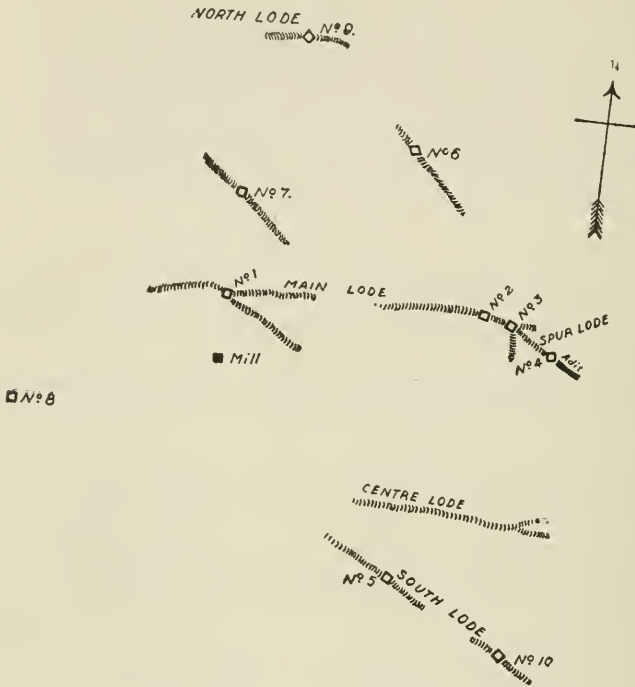 NORTH LODE
Nº 9.
N
Nº 6
Nº 7.
Nº 1
MAIN LODE
Nº 2
Nº 3
SPUR LODE
Nº 4
Adit
Mill
Nº 8
CENTRE LODE
Nº 5
SOUTH LODE
Nº 10